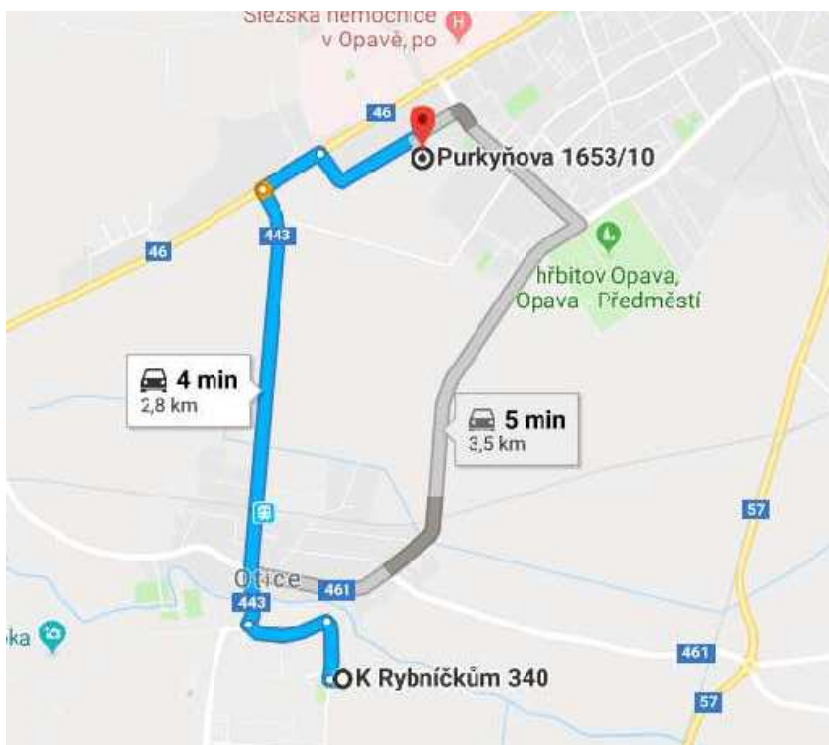 Slezská nemocnice
v Opavě, po
46
Purkyňova 1653/10
443
46
hřbitov Opava,
Opava Předměstí
4 min
2,8 km
5 min
3,5 km
57
Otice
461
443
461
K Rybníčkům 340
57